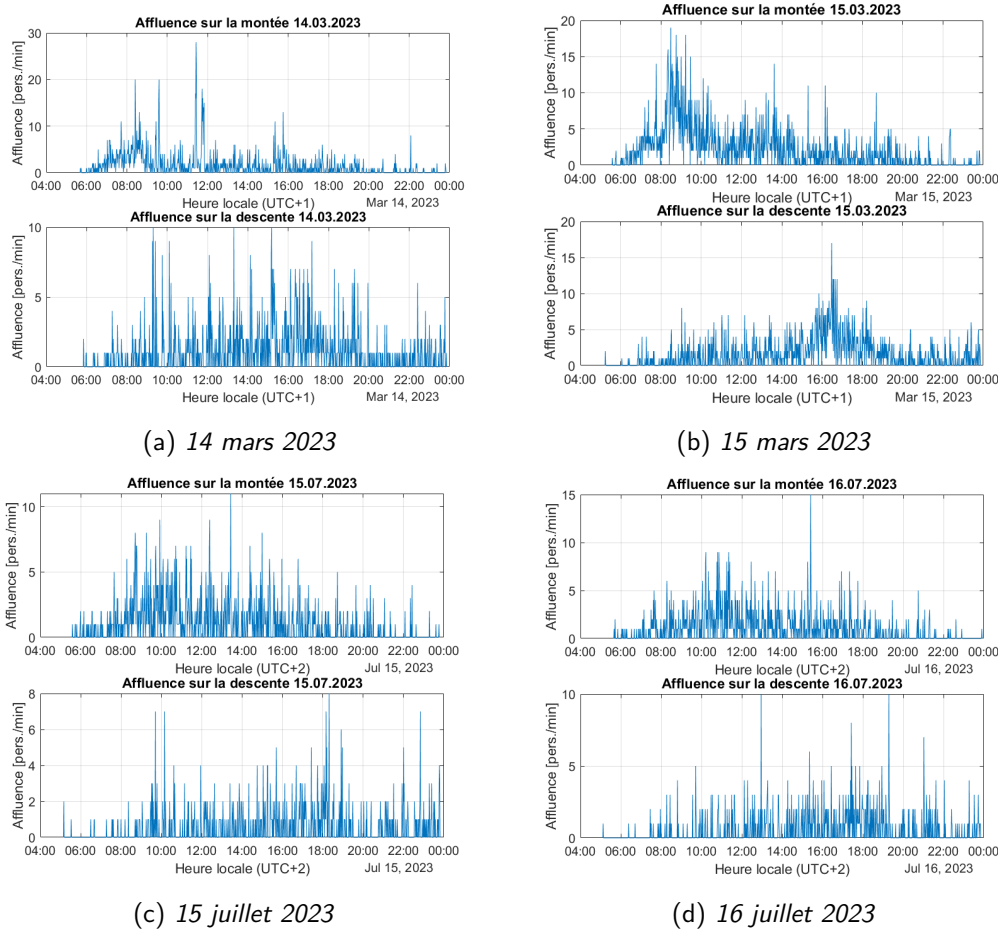 Affluence sur la montée 14.03.2023
Affluence [pers./min]
30
20
10
0
04:00 06:00 08:00 10:00 12:00 14:00 16:00 18:00 20:00 22:00 00:00
Heure locale (UTC+1)
Mar 14, 2023
Affluence sur la descente 14.03.2023
Affluence [pers./min]
10
5
0
04:00 06:00 08:00 10:00 12:00 14:00 16:00 18:00 20:00 22:00 00:00
Heure locale (UTC+1)
Mar 14, 2023
(a) 14 mars 2023
Affluence sur la montée 15.03.2023
Affluence [pers./min]
20
15
10
5
0
04:00 06:00 08:00 10:00 12:00 14:00 16:00 18:00 20:00 22:00 00:00
Heure locale (UTC+1)
Mar 15, 2023
Affluence sur la descente 15.03.2023
Affluence [pers./min]
20
15
10
5
0
04:00 06:00 08:00 10:00 12:00 14:00 16:00 18:00 20:00 22:00 00:00
Heure locale (UTC+1)
Mar 15, 2023
(b) 15 mars 2023
Affluence sur la montée 15.07.2023
Affluence [pers./min]
10
5
0
04:00 06:00 08:00 10:00 12:00 14:00 16:00 18:00 20:00 22:00 00:00
Heure locale (UTC+2)
Jul 15, 2023
Affluence sur la descente 15.07.2023
Affluence [pers./min]
8
6
4
2
0
04:00 06:00 08:00 10:00 12:00 14:00 16:00 18:00 20:00 22:00 00:00
Heure locale (UTC+2)
Jul 15, 2023
(c) 15 juillet 2023
Affluence sur la montée 16.07.2023
Affluence [pers./min]
15
10
5
0
04:00 06:00 08:00 10:00 12:00 14:00 16:00 18:00 20:00 22:00 00:00
Heure locale (UTC+2)
Jul 16, 2023
Affluence sur la descente 16.07.2023
Affluence [pers./min]
10
5
0
04:00 06:00 08:00 10:00 12:00 14:00 16:00 18:00 20:00 22:00 00:00
Heure locale (UTC+2)
Jul 16, 2023
(d) 16 juillet 2023